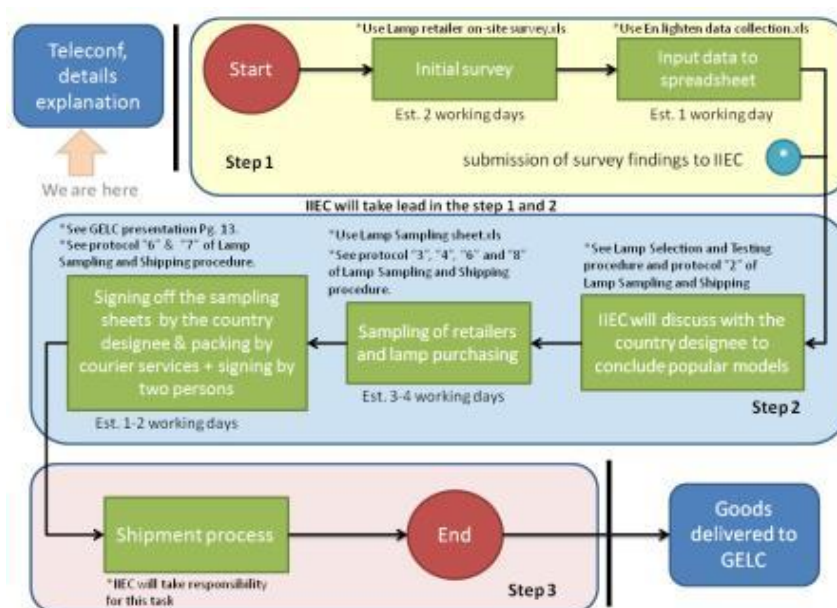 Teleconf,
details
explanation
We are here
Start
*Use Lamp retailer on-site survey.xls
Initial survey
Est. 2 working days
*Use En.lighten data collection.xls
Input data to
spreadsheet
Est. 1 working day
submission of survey findings to IIEC
Step 1
IIEC will take lead in the step 1 and 2
*See GELC presentation Pg. 13.
*See protocol "6" & "7" of Lamp
Sampling and Shipping procedure.
Signing off the sampling
sheets by the country
designee & packing by
courier services + signing by
two persons
Est. 1-2 working days
*Use Lamp Sampling sheet.xls
*See protocol "3", "4", "6" and "8"
of Lamp Sampling and Shipping
procedure.
Sampling of retailers
and lamp purchasing
Est. 3-4 working days
*See Lamp Selection and Testing
procedure and protocol "2" of
Lamp Sampling and Shipping
IIEC will discuss with the
country designee to
conclude popular models
Step 2
Shipment process
*IIEC will take responsibility
for this task
End
Step 3
Goods
delivered to
GELC